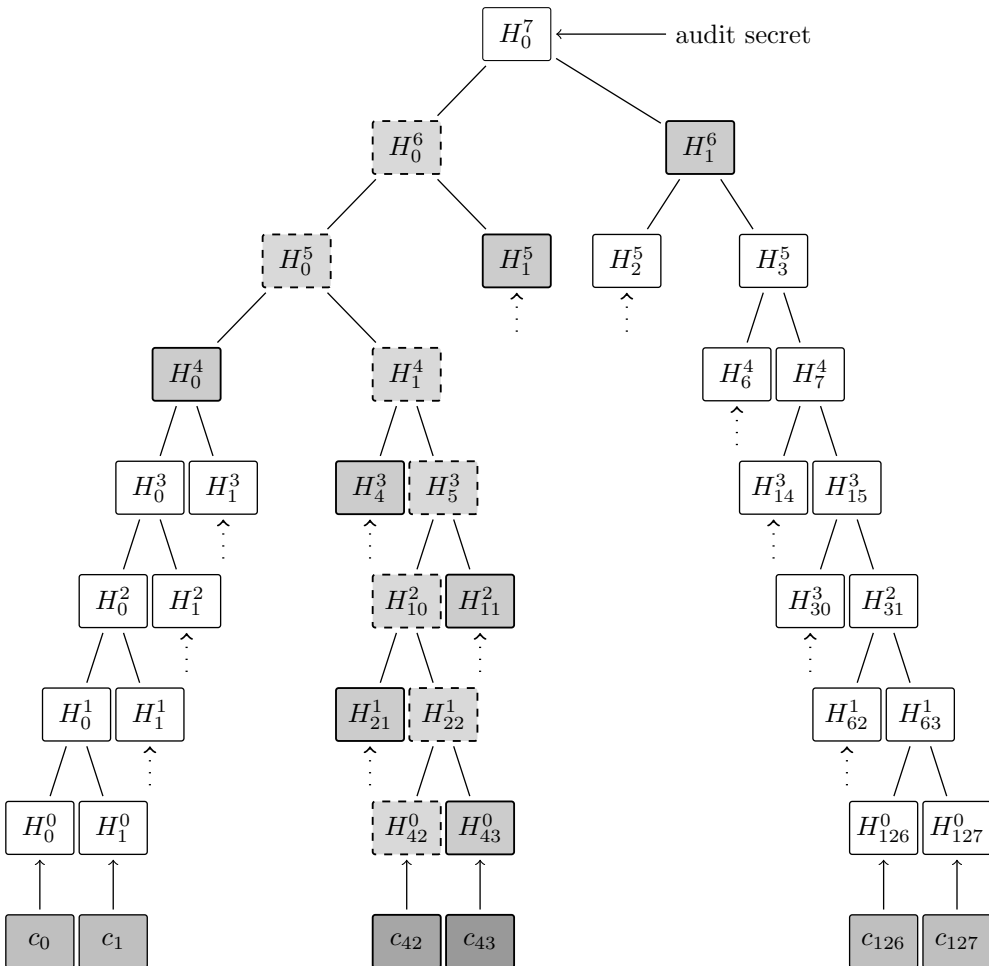 H_0^7 audit secret
H_0^6 H_1^6
H_0^5 H_1^5 H_2^5 H_3^5
H_0^4 H_1^4 H_6^4 H_7^4
H_0^3 H_1^3 H_4^3 H_5^3 H_14^3 H_15^3
H_0^2 H_1^2 H_10^2 H_11^2 H_30^3 H_31^2
H_0^1 H_1^1 H_21^1 H_22^1 H_62^1 H_63^1
H_0^0 H_1^0 H_42^0 H_43^0 H_126^0 H_127^0
c_0 c_1 c_42 c_43 c_126 c_127